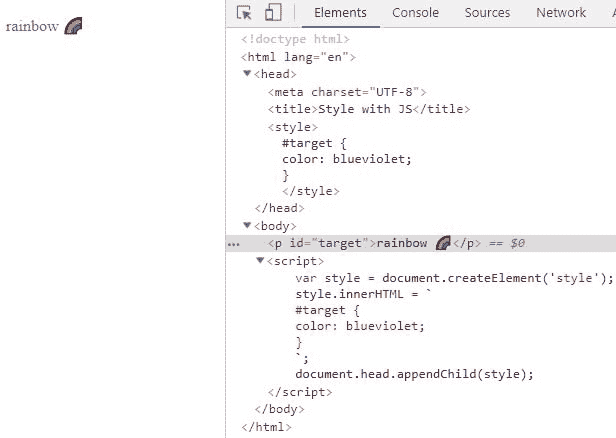 rainbow 🌈
Elements Console Sources Network
<!doctype html>
<html lang="en">
▼<head>
<meta charset="UTF-8">
<title>Style with JS</title>
<style>
#target {
color: blueviolet;
}
</style>
</head>
▼<body>
… <p id="target">rainbow 🌈</p> == $0
▼<script>
var style = document.createElement('style');
style.innerHTML = `
#target {
color: blueviolet;
}
`;
document.head.appendChild(style);
</script>
</body>
</html>